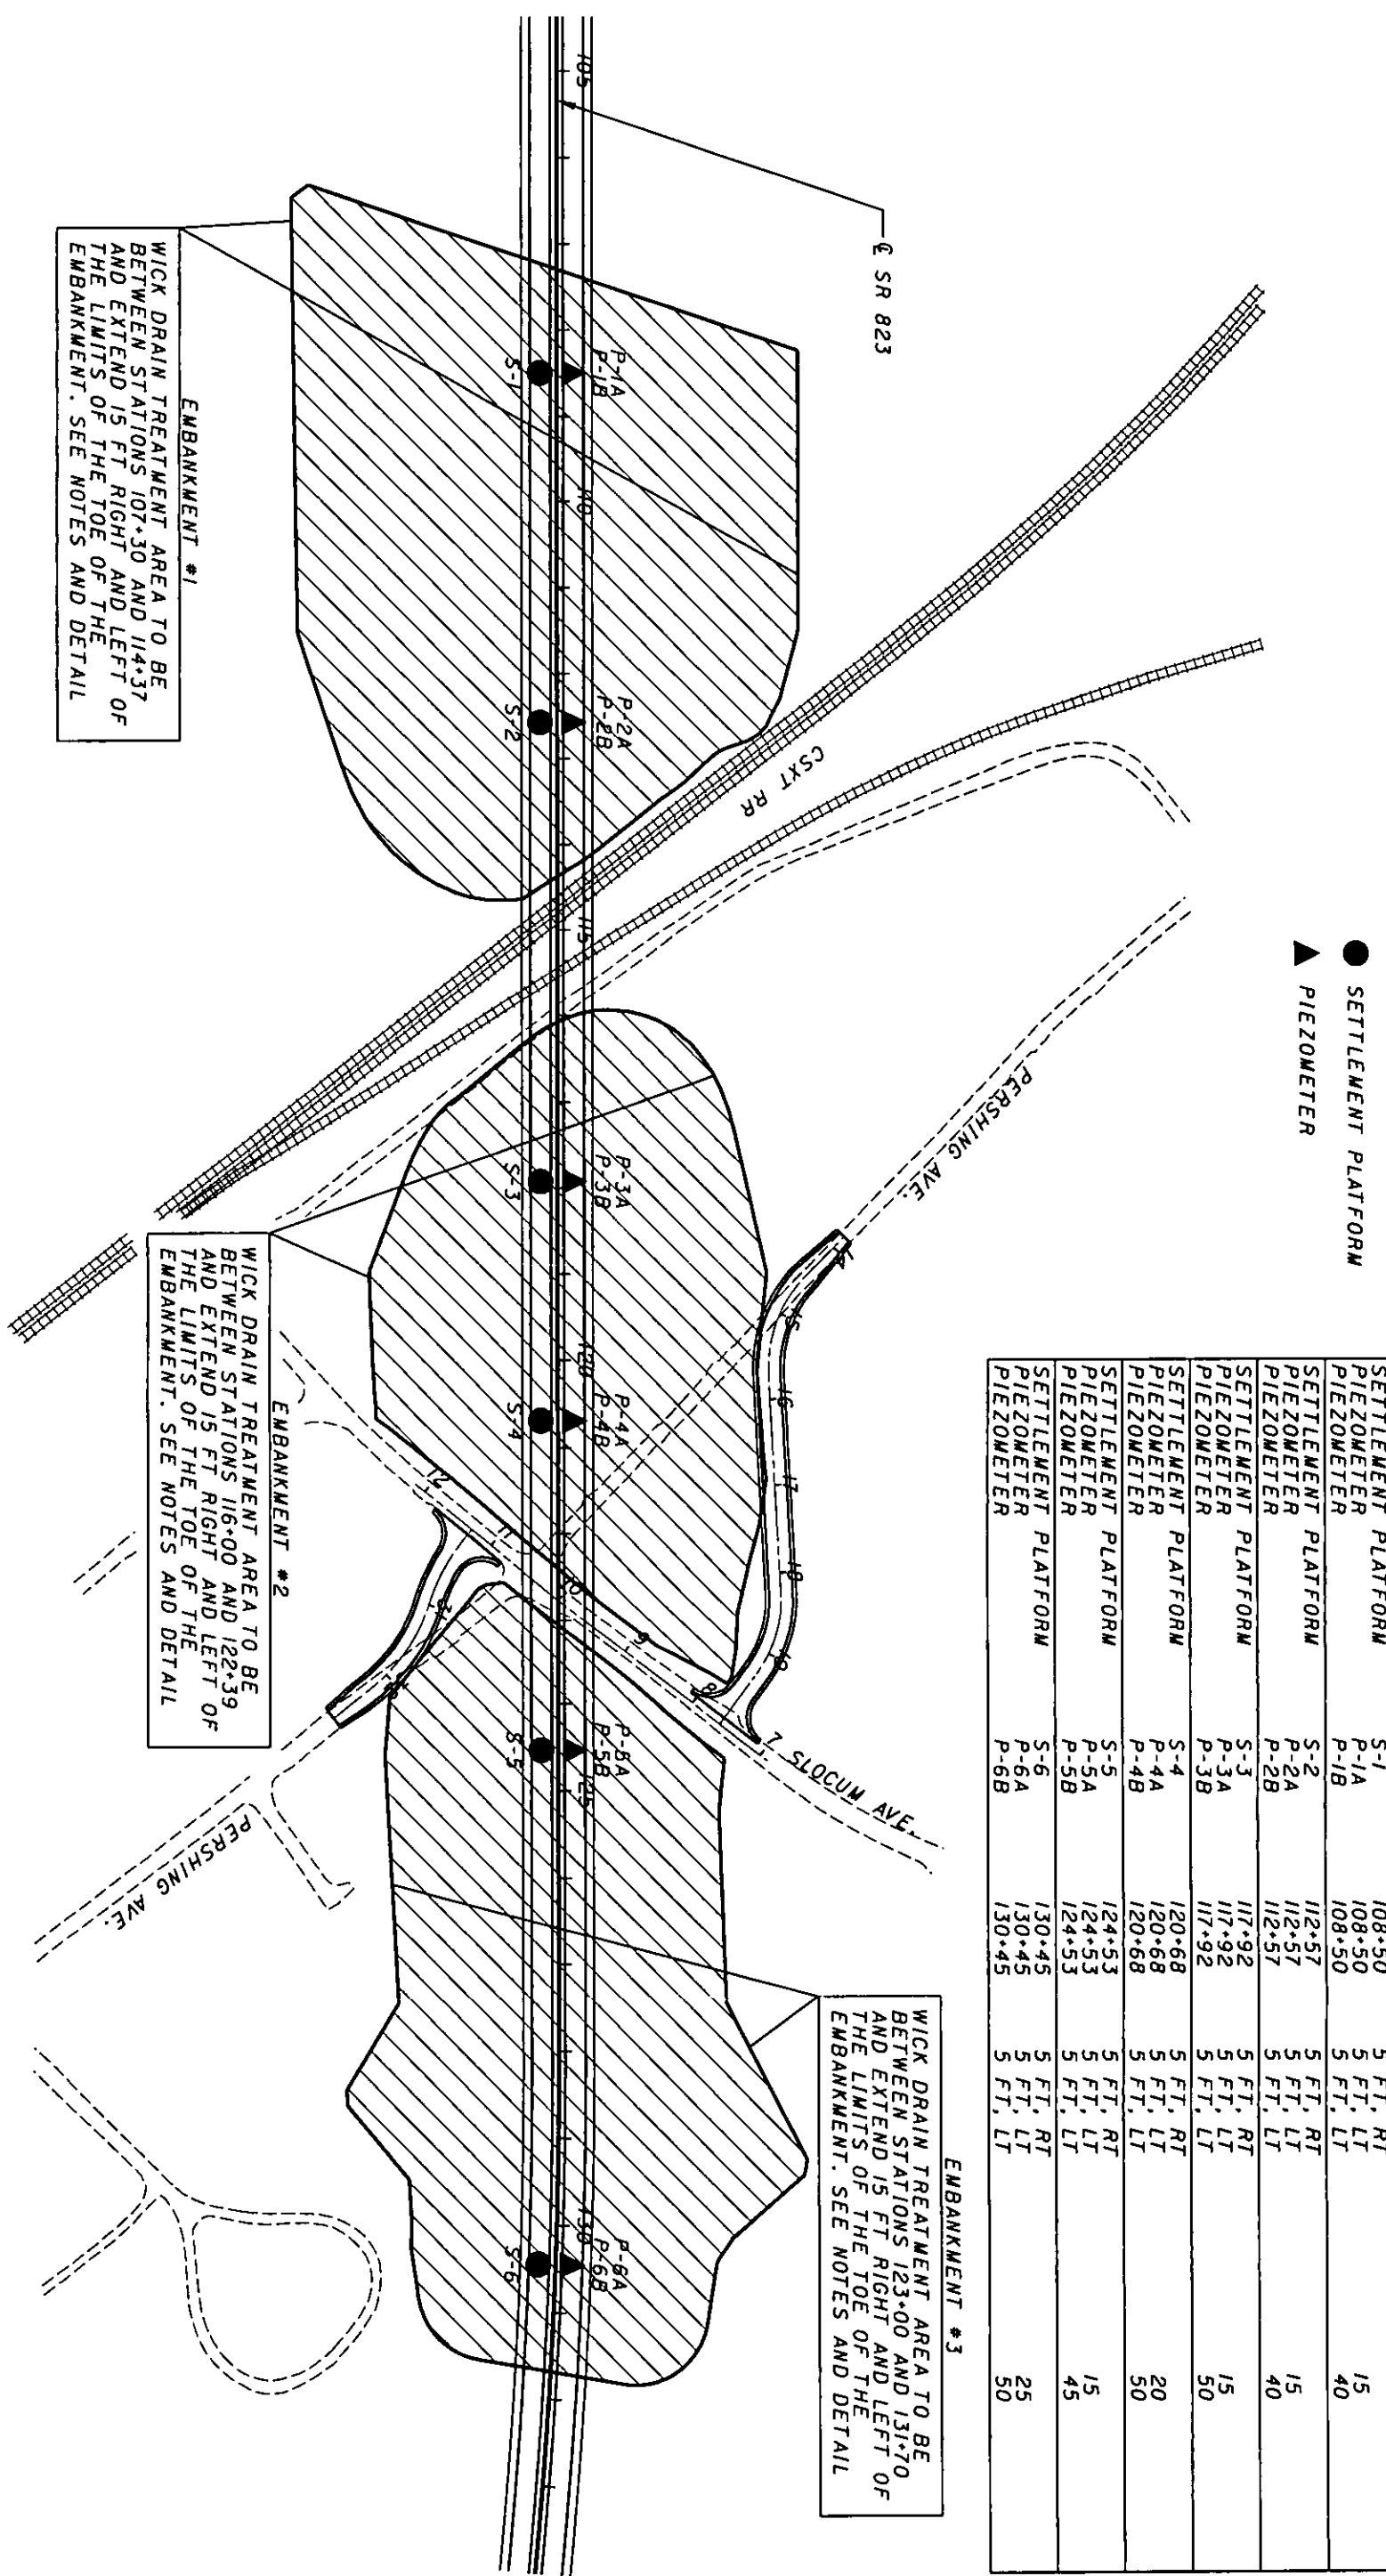 SETTLEMENT PLATFORM S-1 108+50 5 FT, RT
PIEZOMETER P-1A 108+50 5 FT, LT 15
PIEZOMETER P-1B 108+50 5 FT, LT 40
SETTLEMENT PLATFORM S-2 112+57 5 FT, RT
PIEZOMETER P-2A 112+57 5 FT, LT 15
PIEZOMETER P-2B 112+57 5 FT, LT 40
SETTLEMENT PLATFORM S-3 117+92 5 FT, RT
PIEZOMETER P-3A 117+92 5 FT, LT 15
PIEZOMETER P-3B 117+92 5 FT, LT 50
SETTLEMENT PLATFORM S-4 120+68 5 FT, RT
PIEZOMETER P-4A 120+68 5 FT, LT 20
PIEZOMETER P-4B 120+68 5 FT, LT 50
SETTLEMENT PLATFORM S-5 124+53 5 FT, RT
PIEZOMETER P-5A 124+53 5 FT, LT 15
PIEZOMETER P-5B 124+53 5 FT, LT 45
SETTLEMENT PLATFORM S-6 130+45 5 FT, RT
PIEZOMETER P-6A 130+45 5 FT, LT 25
PIEZOMETER P-6B 130+45 5 FT, LT 50
SETTLEMENT PLATFORM
PIEZOMETER
℄ SR 823
CSXT RR
PERSHING AVE.
SLOCUM AVE.
PERSHING AVE.
105
110
115
120
125
130
P-1A
P-1B
S-1
P-2A
P-2B
S-2
P-3A
P-3B
S-3
P-4A
P-4B
S-4
P-5A
P-5B
S-5
P-6A
P-6B
S-6
15
16
17
18
19
7
8
9
10
11
12
EMBANKMENT #1
WICK DRAIN TREATMENT AREA TO BE
BETWEEN STATIONS 107+30 AND 114+37
AND EXTEND 15 FT RIGHT AND LEFT OF
THE LIMITS OF THE TOE OF THE
EMBANKMENT. SEE NOTES AND DETAIL
EMBANKMENT #2
WICK DRAIN TREATMENT AREA TO BE
BETWEEN STATIONS 116+00 AND 122+39
AND EXTEND 15 FT RIGHT AND LEFT OF
THE LIMITS OF THE TOE OF THE
EMBANKMENT. SEE NOTES AND DETAIL
EMBANKMENT #3
WICK DRAIN TREATMENT AREA TO BE
BETWEEN STATIONS 123+00 AND 131+70
AND EXTEND 15 FT RIGHT AND LEFT OF
THE LIMITS OF THE TOE OF THE
EMBANKMENT. SEE NOTES AND DETAIL